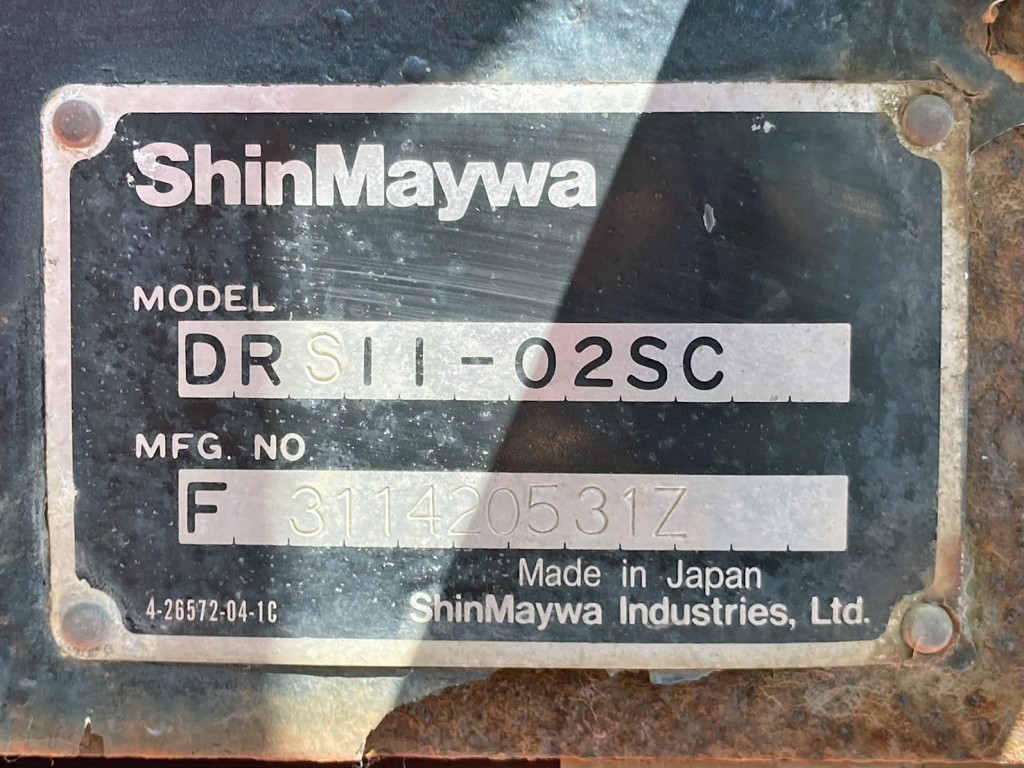 ShinMaywa
MODEL
DRS11-02SC
MFG. NO
F 311420531Z
Made in Japan
4-26572-04-1C
ShinMaywa Industries, Ltd.